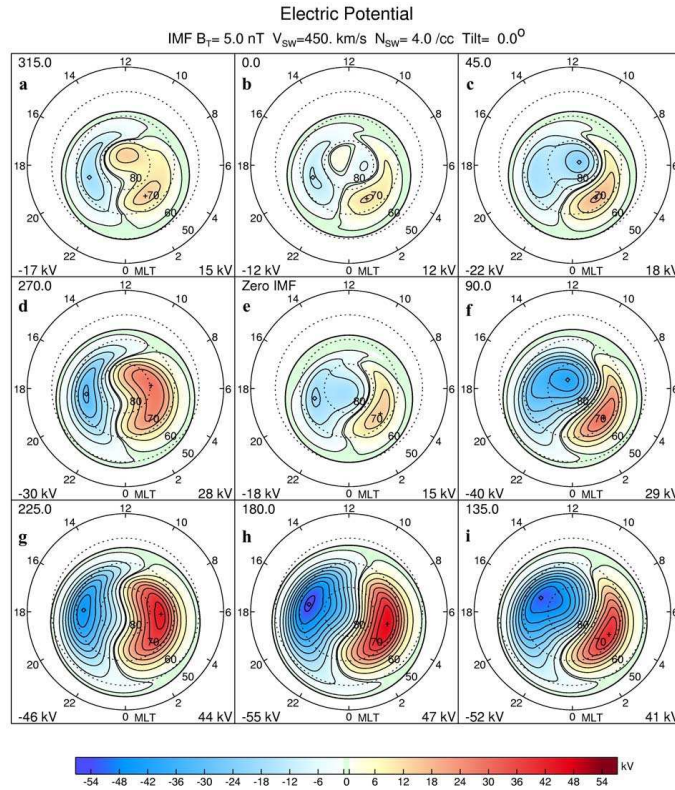 Electric Potential
IMF B_T= 5.0 nT V_SW=450. km/s N_SW= 4.0 /cc Tilt= 0.0°
315.0 12 0.0 12 45.0 12
a 14 10 b 14 10 c 14 10
16 8 16 8 16 8
18 6 18 6 18 6
80 80 80
70 70 70
20 60 4 20 60 4 20 60 4
50 50 50
2 2 2
-17 kV 0 MLT 15 kV -12 kV 0 MLT 12 kV -22 kV 0 MLT 18 kV
270.0 12 Zero IMF 12 90.0 12
d 14 10 e 14 10 f 14 10
16 8 16 8 16 8
18 6 18 6 18 6
80 80 80
70 70 70
20 60 4 20 60 4 20 60 4
50 50 50
2 2 2
-30 kV 0 MLT 28 kV -18 kV 0 MLT 15 kV -40 kV 0 MLT 29 kV
225.0 12 180.0 12 135.0 12
g 14 10 h 14 10 i 14 10
16 8 16 8 16 8
18 6 18 6 18 6
80 80 80
70 70 70
20 60 4 20 60 4 20 60 4
50 50 50
2 2 2
-46 kV 0 MLT 44 kV -55 kV 0 MLT 47 kV -52 kV 0 MLT 41 kV
kV
-54 -48 -42 -36 -30 -24 -18 -12 -6 0 6 12 18 24 30 36 42 48 54